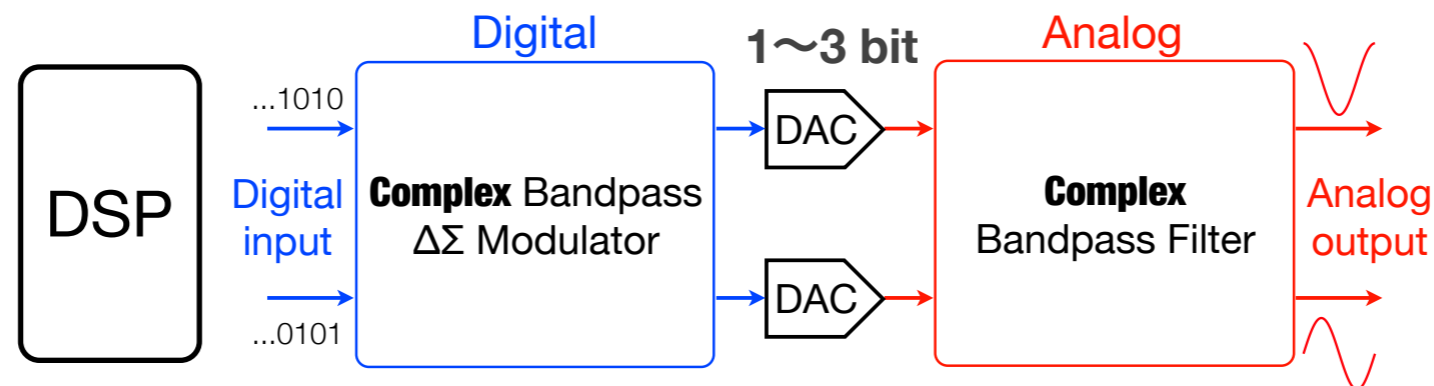 Digital
1〜3 bit
Analog
DSP
...1010
Digital
input
...0101
Complex Bandpass
ΔΣ Modulator
DAC
DAC
Complex
Bandpass Filter
Analog
output